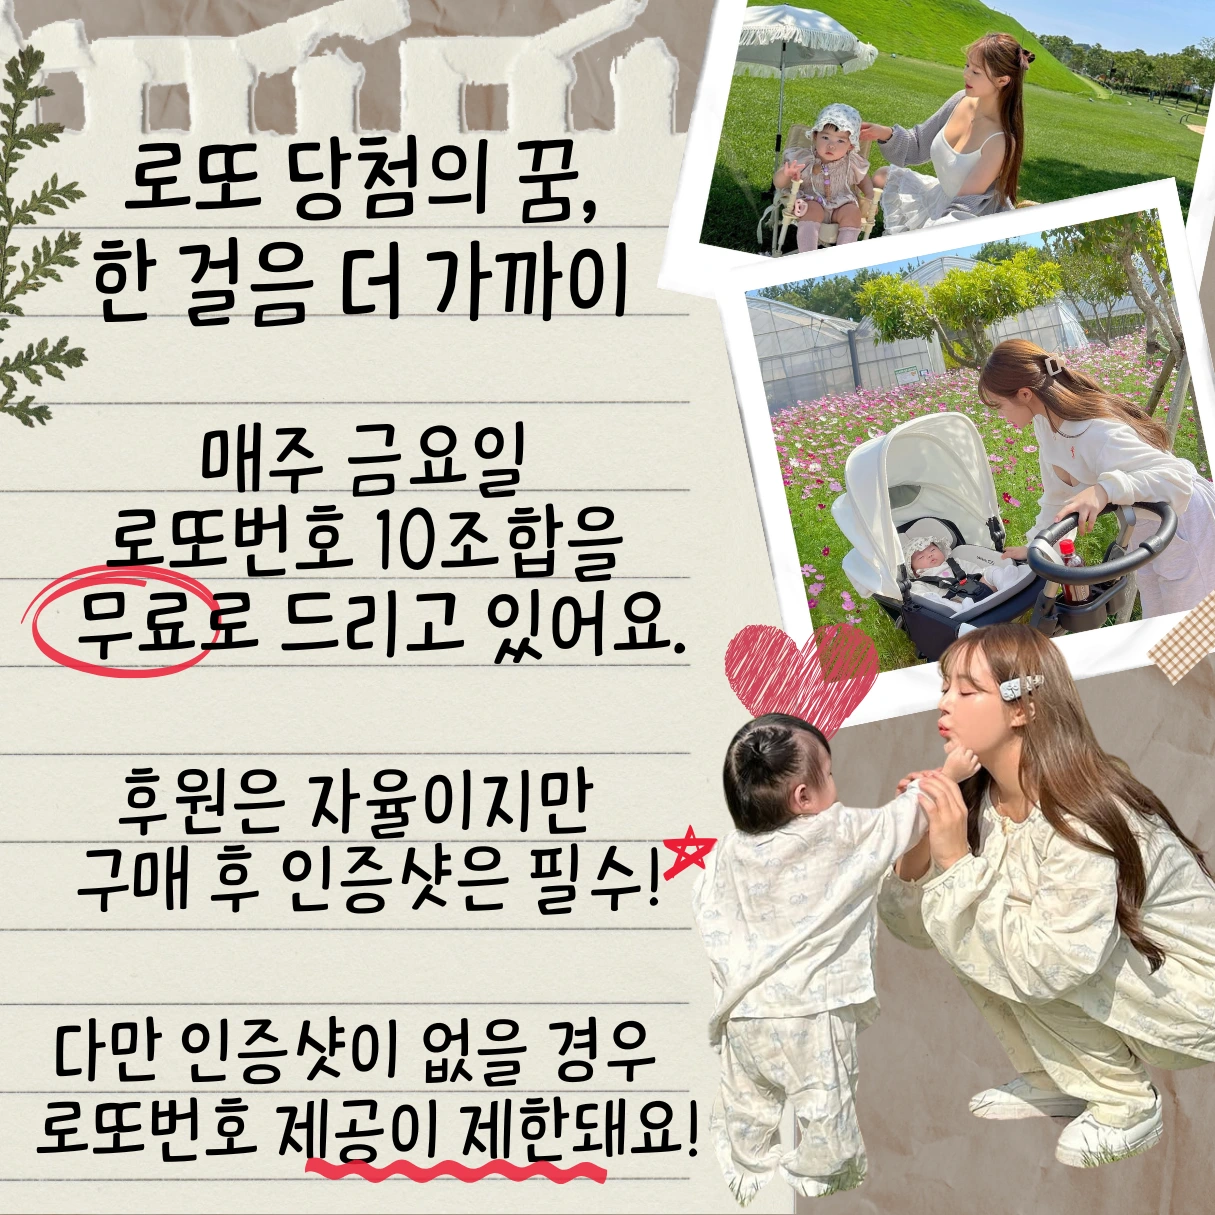 로또 당첨의 꿈,
한 걸음 더 가까이
매주 금요일
로또번호 10조합을
무료로 드리고 있어요.
후원은 자율이지만
구매 후 인증샷은 필수!
다만 인증샷이 없을 경우
로또번호 제공이 제한돼요!